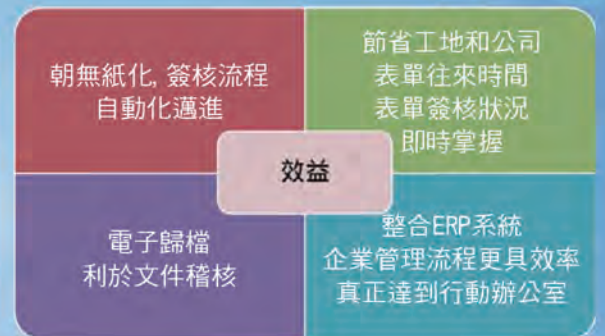 朝無紙化, 簽核流程
自動化邁進
節省工地和公司
表單往來時間
表單簽核狀況
即時掌握
效益
電子歸檔
利於文件稽核
整合ERP系統
企業管理流程更具效率
真正達到行動辦公室